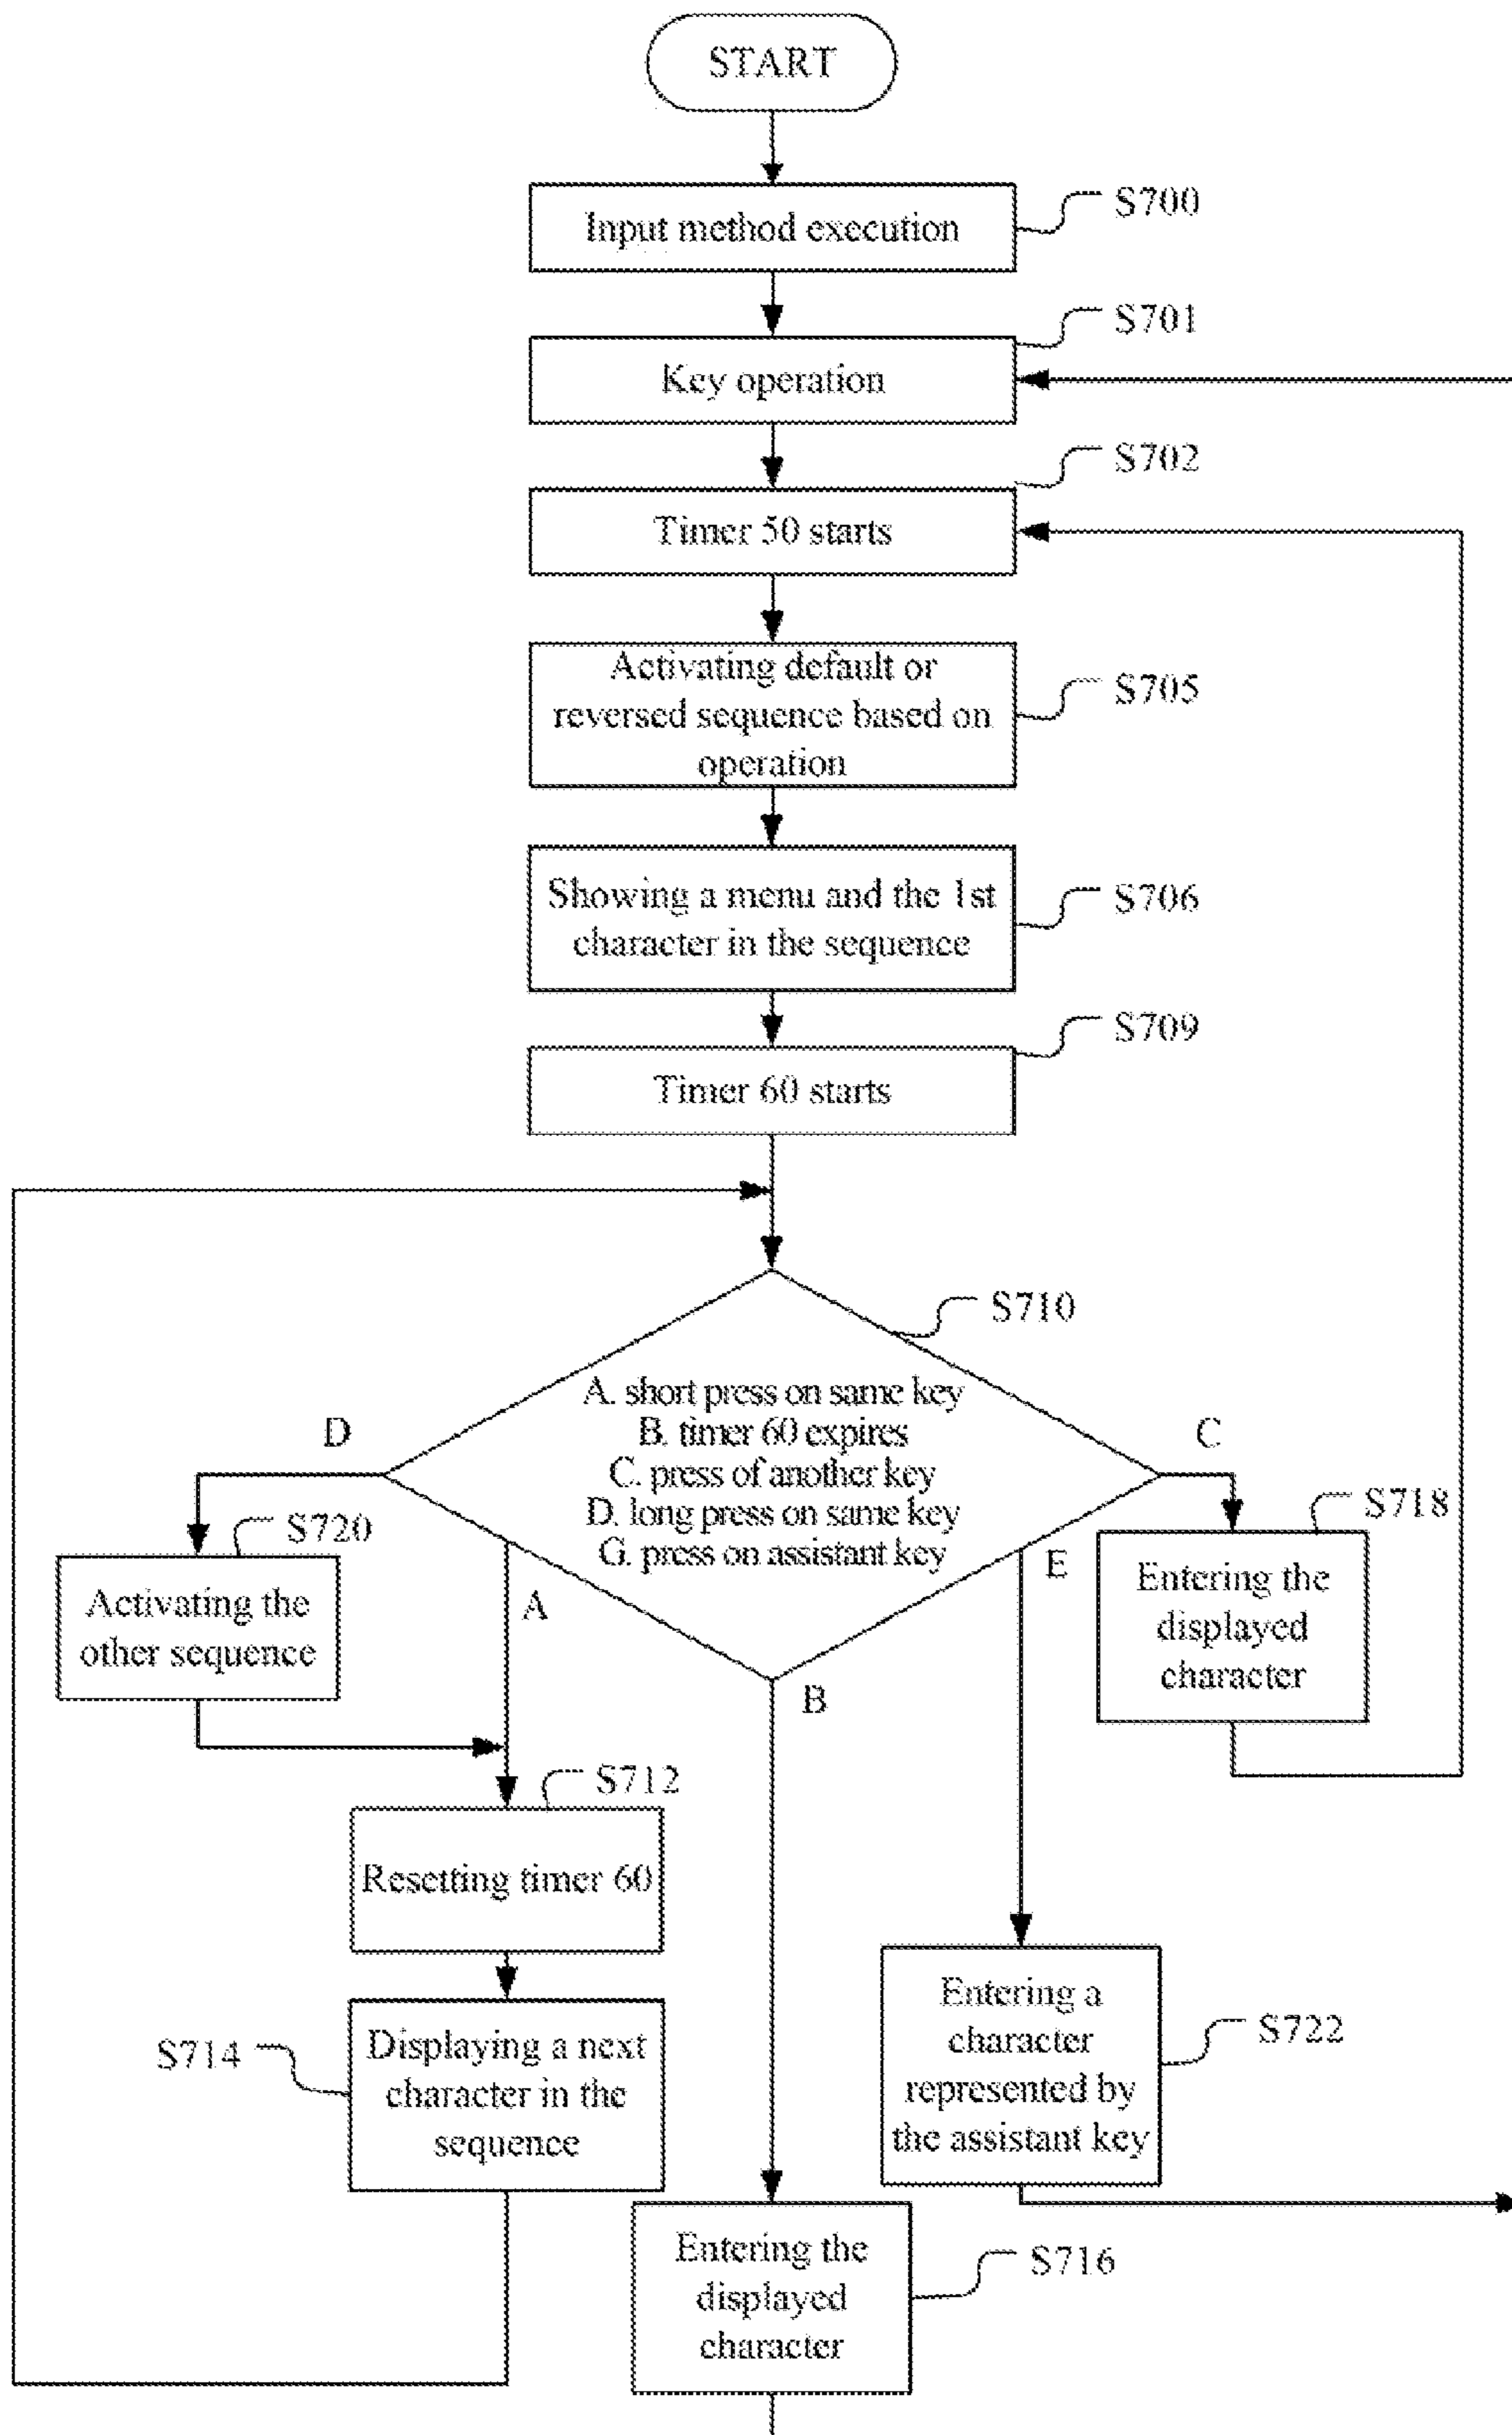 START
Input method execution
S700
Key operation
S701
Timer 50 starts
S702
Activating default or
reversed sequence based on
operation
S705
Showing a menu and the 1st
character in the sequence
S706
Timer 60 starts
S709
S710
A. short press on same key
B. timer 60 expires
C. press of another key
D. long press on same key
G. press on assistant key
D
C
A
B
E
S720
Activating the
other sequence
S718
Entering the
displayed
character
S712
Resetting timer 60
S714
Displaying a next
character in the
sequence
Entering a
character
represented by
the assistant key
S722
Entering the
displayed
character
S716